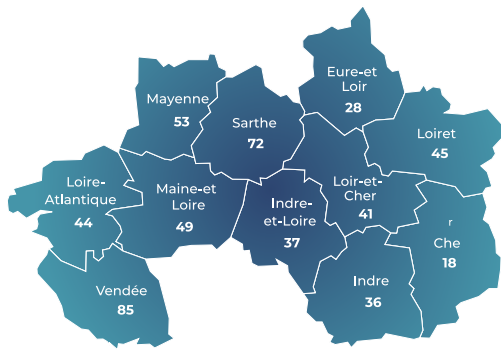 Eure-et
Loir
28
Mayenne
53
Sarthe
72
Loiret
45
Loire-
Atlantique
44
Maine-et
Loire
49
Indre-
et-Loire
37
Loir-et-
Cher
41
r
Che
18
Vendée
85
Indre
36